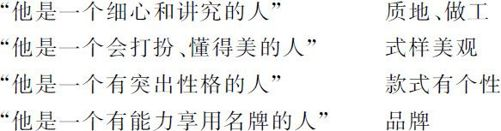 “他是一个细心和讲究的人” 质地、做工
“他是一个会打扮、懂得美的人” 式样美观
“他是一个有突出性格的人” 款式有个性
“他是一个有能力享用名牌的人” 品牌